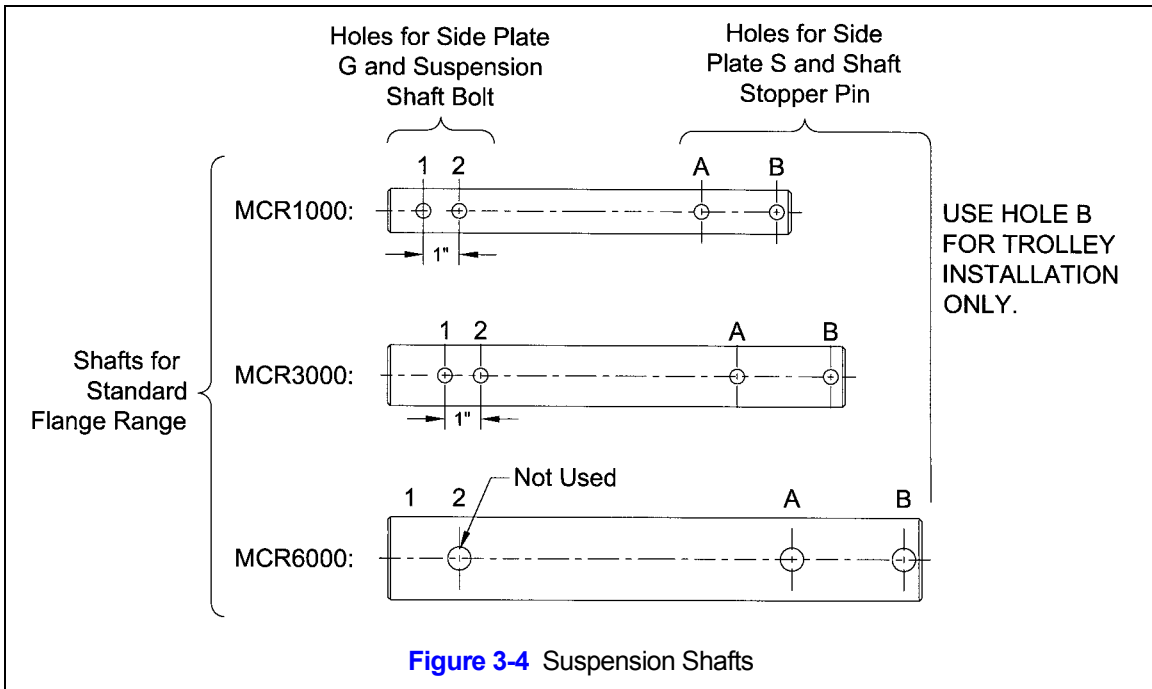 Holes for Side Plate
G and Suspension
Shaft Bolt
Holes for Side
Plate S and Shaft
Stopper Pin
1 2 A B
MCR1000:
1"
USE HOLE B
FOR TROLLEY
INSTALLATION
ONLY.
1 2 A B
Shafts for
Standard
Flange Range
MCR3000:
1"
Not Used
1 2 A B
MCR6000:
Figure 3-4 Suspension Shafts